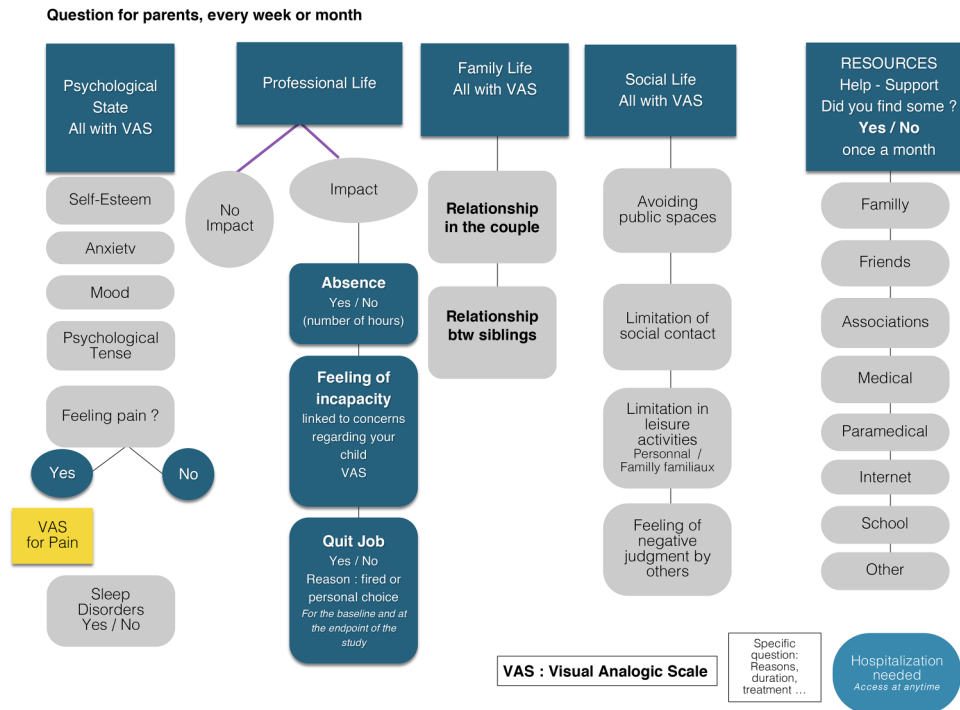 Question for parents, every week or month
Psychological
State
All with VAS
Self-Esteem
Anxietv
Mood
Psychological
Tense
Feeling pain ?
Yes
No
VAS
for Pain
Sleep
Disorders
Yes / No
Professional Life
No
Impact
Impact
Absence
Yes / No
(number of hours)
Feeling of
incapacity
linked to concerns
regarding your
child
VAS
Quit Job
Yes / No
Reason : fired or
personal choice
For the baseline and at
the endpoint of the
study
Family Life
All with VAS
Relationship
in the couple
Relationship
btw siblings
Social Life
All with VAS
Avoiding
public spaces
Limitation of
social contact
Limitation in
leisure
activities
Personnal /
Familly familiaux
Feeling of
negative
judgment by
others
RESOURCES
Help - Support
Did you find some ?
Yes / No
once a month
Familly
Friends
Associations
Medical
Paramedical
Internet
School
Other
VAS : Visual Analogic Scale
Specific
question:
Reasons,
duration,
treatment ...
Hospitalization
needed
Access at anytime